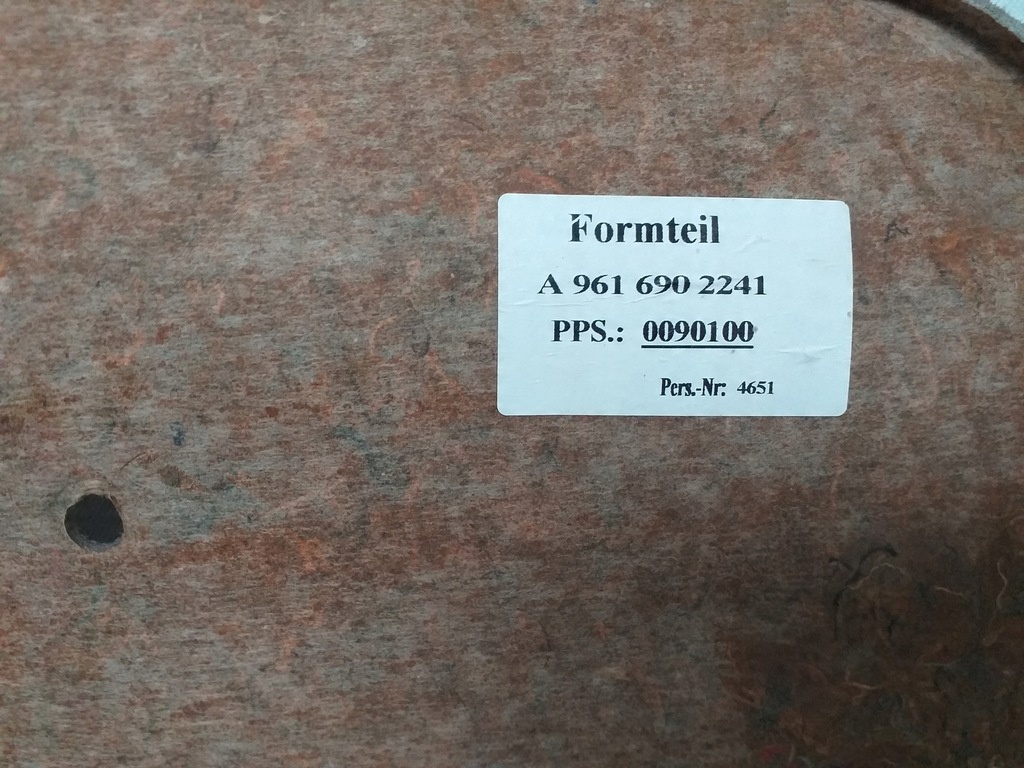 Formteil
A 961 690 2241
PPS.: 0090100
Pers.-Nr: 4651